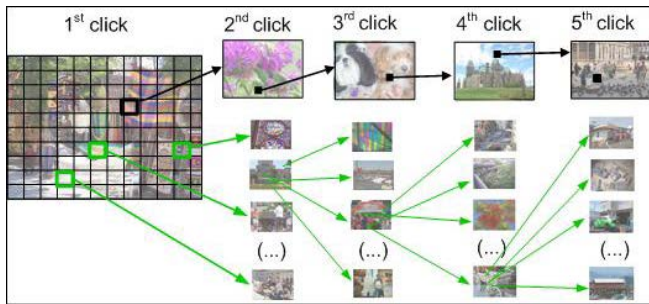 1st click
2nd click
3rd click
4th click
5th click
(...)
(...)
(...)
(...)